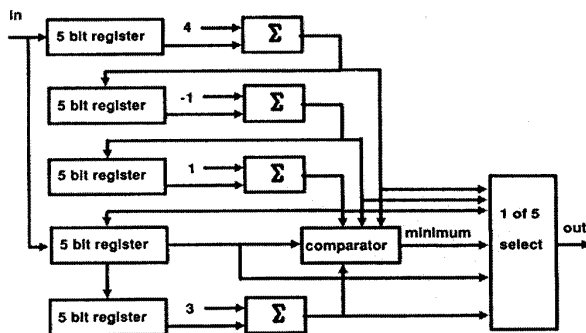 in
5 bit register
4
Σ
5 bit register
-1
Σ
5 bit register
1
Σ
1 of 5
select
out
5 bit register
comparator
minimum
5 bit register
3
Σ